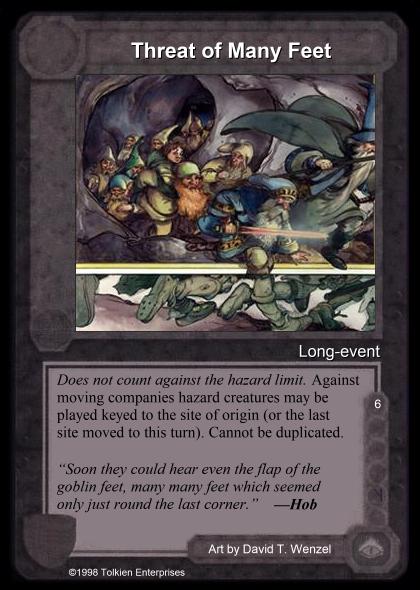 Threat of Many Feet
Long-event
Does not count against the hazard limit. Against
moving companies hazard creatures may be
played keyed to the site of origin (or the last
site moved to this turn). Cannot be duplicated.
6
“Soon they could hear even the flap of the
goblin feet, many many feet which seemed
only just round the last corner.” —Hob
Art by David T. Wenzel
©1998 Tolkien Enterprises